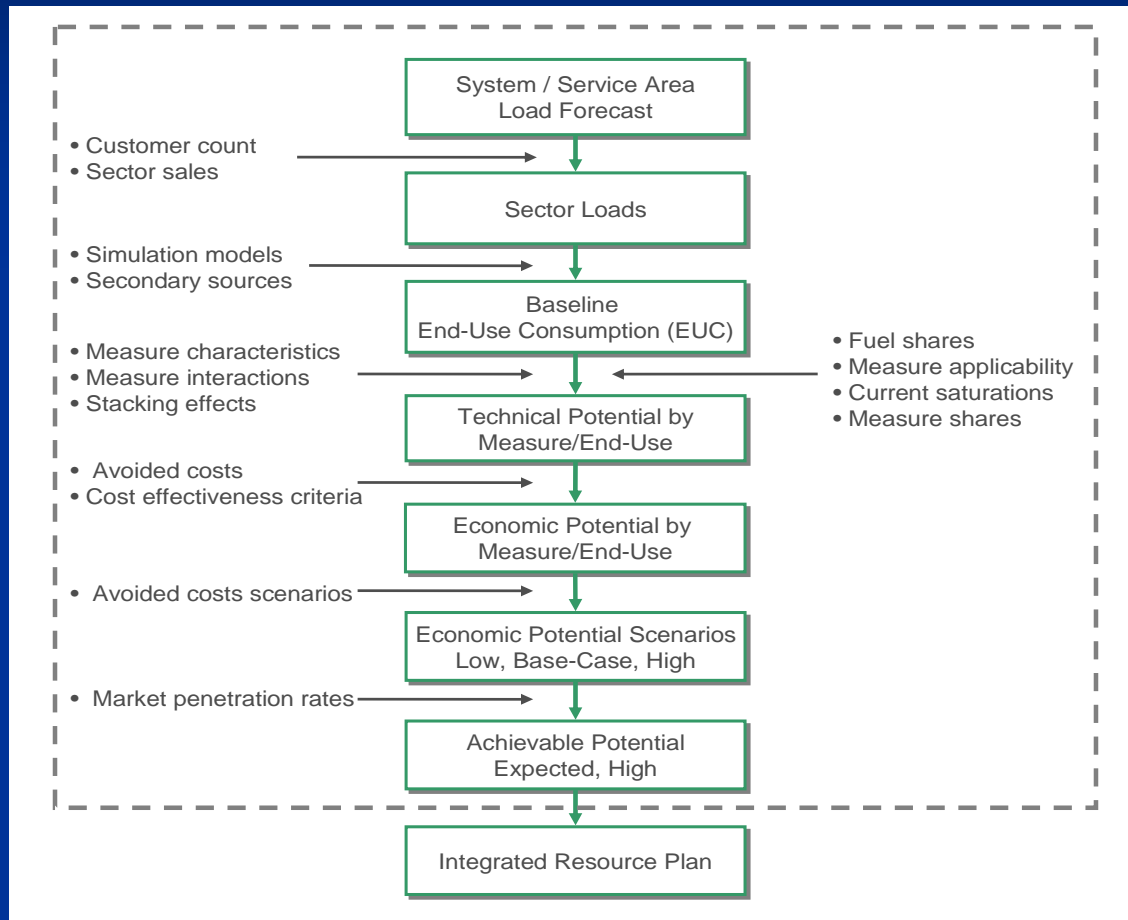 System / Service Area
Load Forecast
• Customer count
• Sector sales
Sector Loads
• Simulation models
• Secondary sources
Baseline
End-Use Consumption (EUC)
• Measure characteristics
• Measure interactions
• Stacking effects
• Fuel shares
• Measure applicability
• Current saturations
• Measure shares
Technical Potential by
Measure/End-Use
• Avoided costs
• Cost effectiveness criteria
Economic Potential by
Measure/End-Use
• Avoided costs scenarios
Economic Potential Scenarios
Low, Base-Case, High
• Market penetration rates
Achievable Potential
Expected, High
Integrated Resource Plan